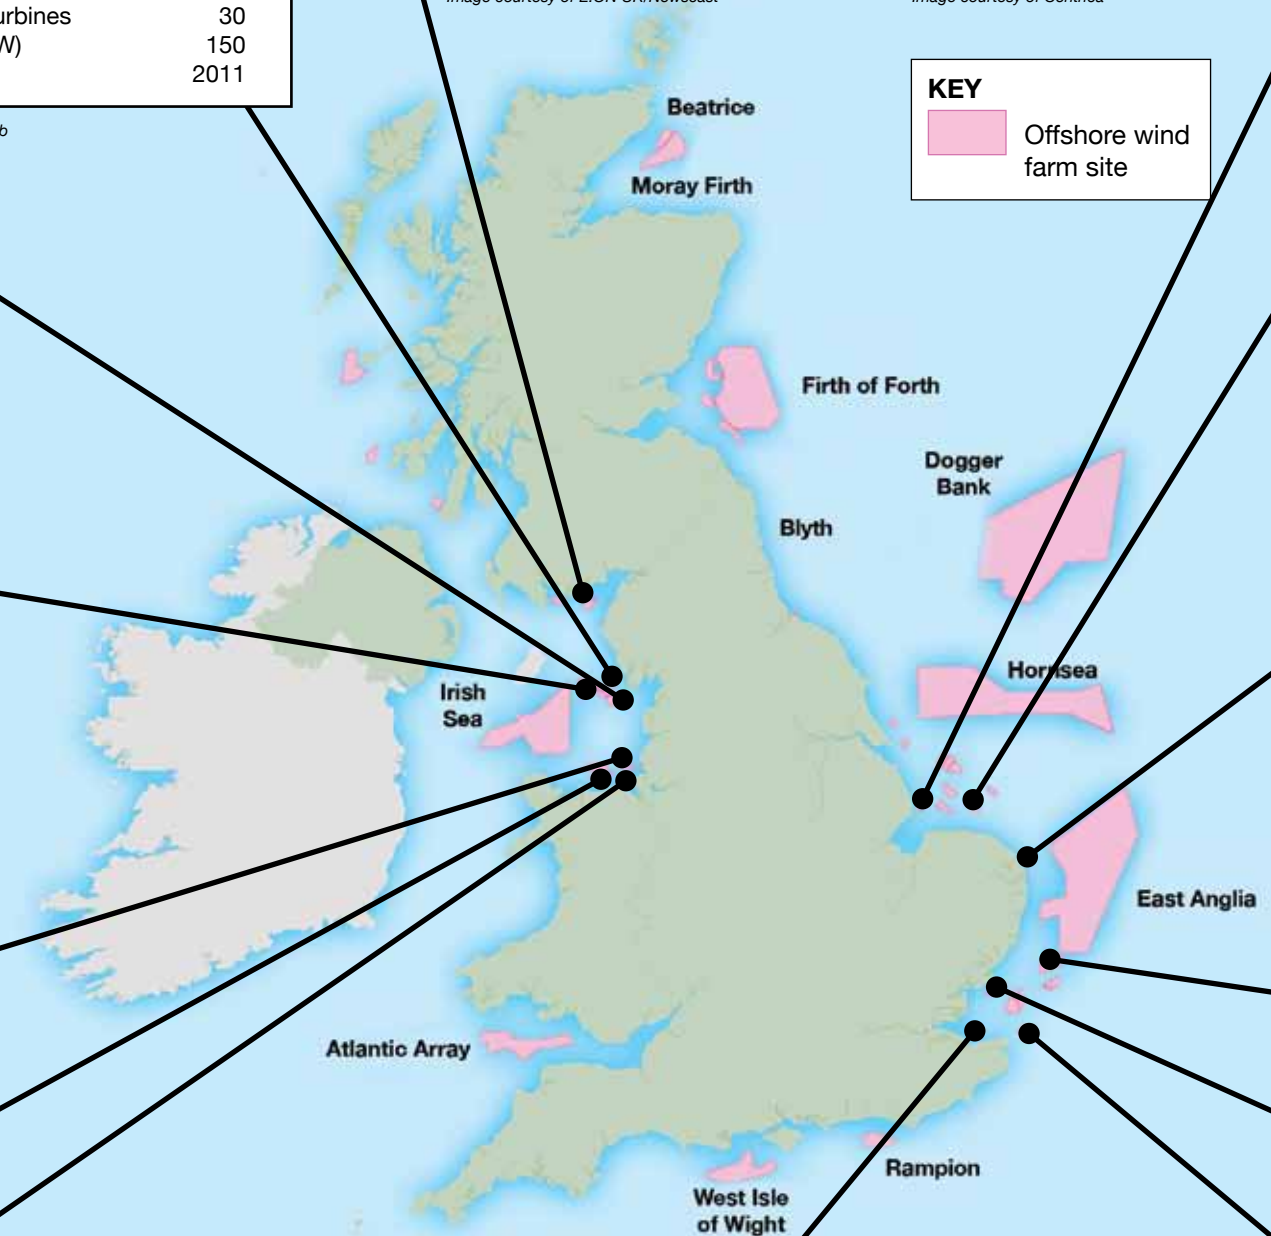 30
150
2011
KEY
Offshore wind
farm site
Beatrice
Moray Firth
Firth of Forth
Dogger
Bank
Blyth
Hornsea
Irish
Sea
East Anglia
Atlantic Array
Rampion
West Isle
of Wight